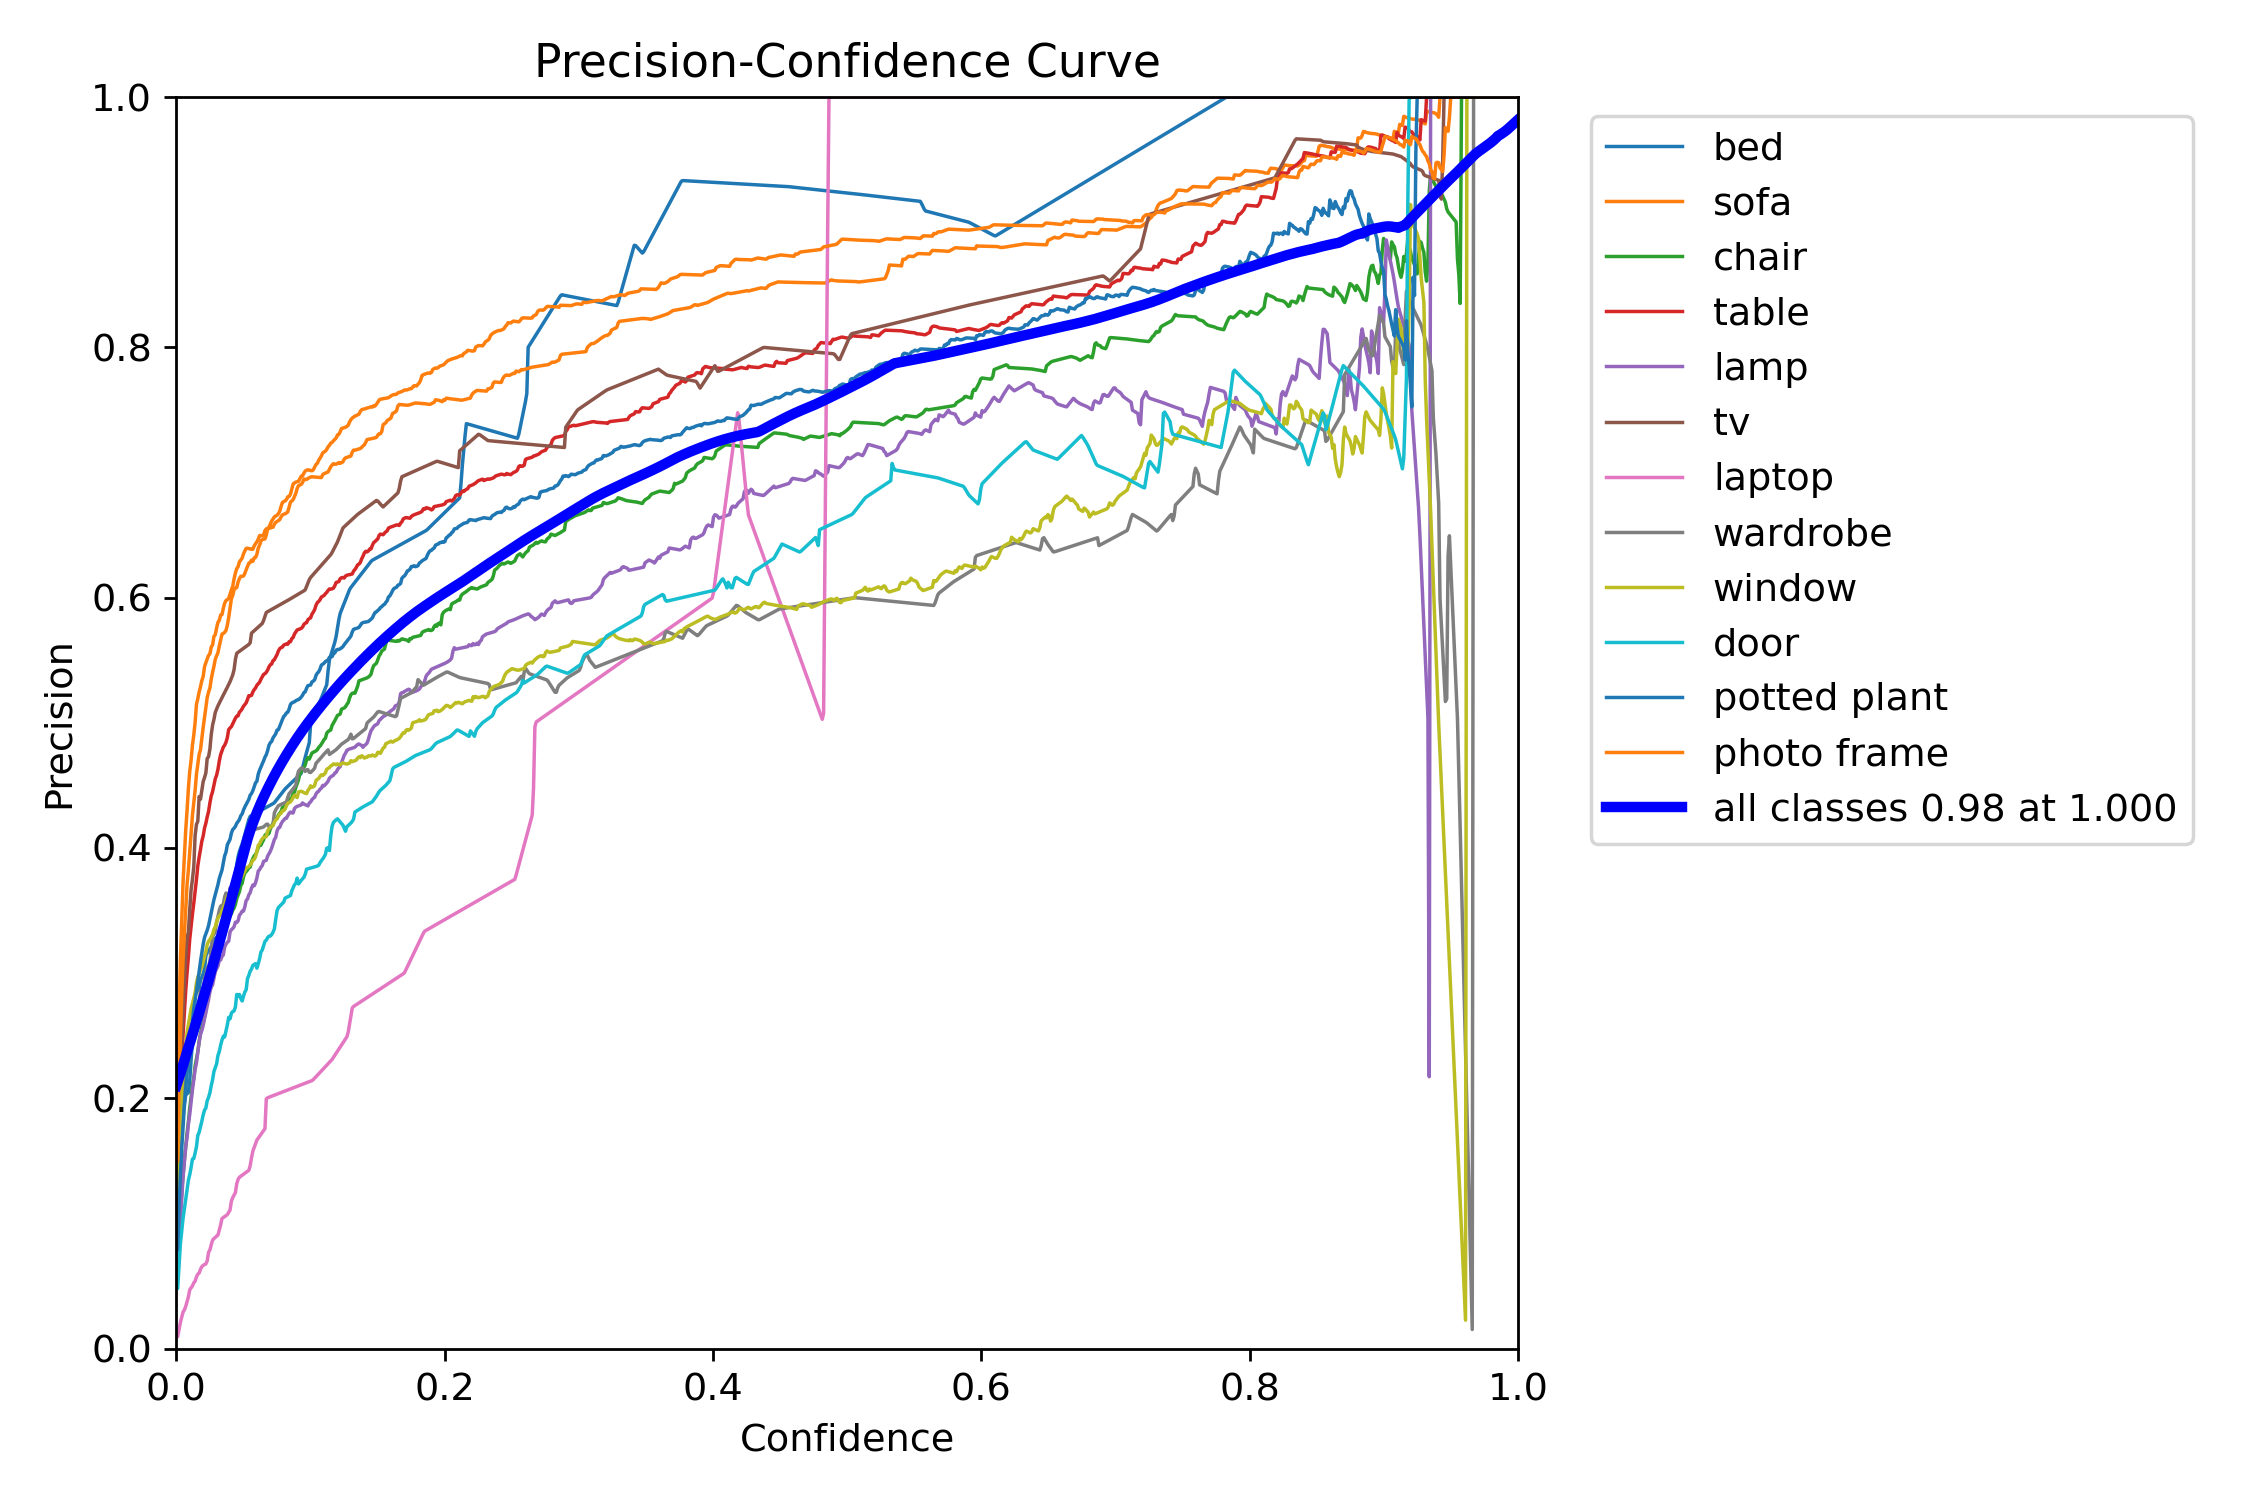 Precision-Confidence Curve
1.0
0.8
0.6
0.4
0.2
0.0
Precision
0.0 0.2 0.4 0.6 0.8 1.0
Confidence
bed
sofa
chair
table
lamp
tv
laptop
wardrobe
window
door
potted plant
photo frame
all classes 0.98 at 1.000